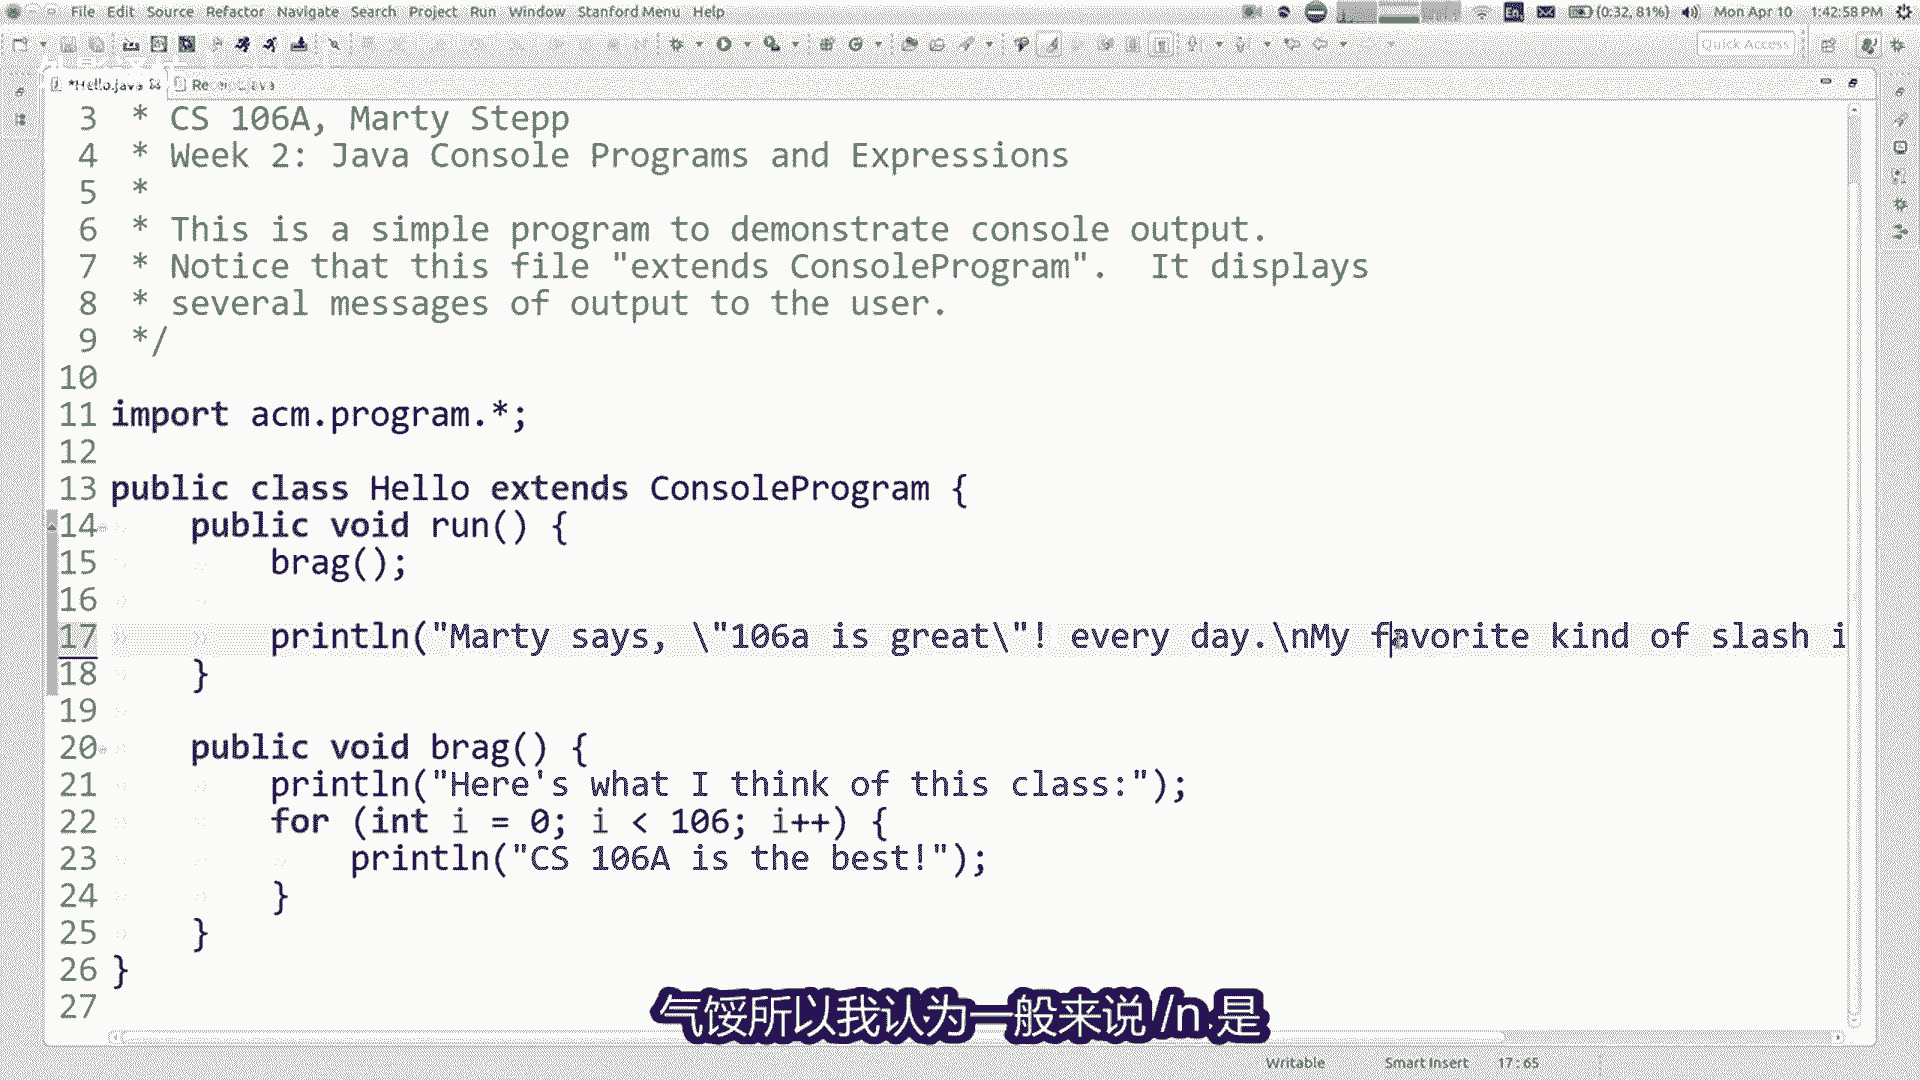 File Edit Source Refactor Navigate Search Project Run Window Stanford Menu Help En (0:32, 81%) Mon Apr 10 1:42:58 PM
Quick Access
*Hello.java Receipt.java
3 * CS 106A, Marty Stepp
4 * Week 2: Java Console Programs and Expressions
5 *
6 * This is a simple program to demonstrate console output.
7 * Notice that this file "extends ConsoleProgram". It displays
8 * several messages of output to the user.
9 */
10
11 import acm.program.*;
12
13 public class Hello extends ConsoleProgram {
14 public void run() {
15 brag();
16
17 println("Marty says, \"106a is great\"! every day.\nMy favorite kind of slash i
18 }
19
20 public void brag() {
21 println("Here's what I think of this class:");
22 for (int i = 0; i < 106; i++) {
23 println("CS 106A is the best!");
24 }
25 }
26 }
27
气馁所以我认为一般来说 /n 是
Writable Smart Insert 17 : 65